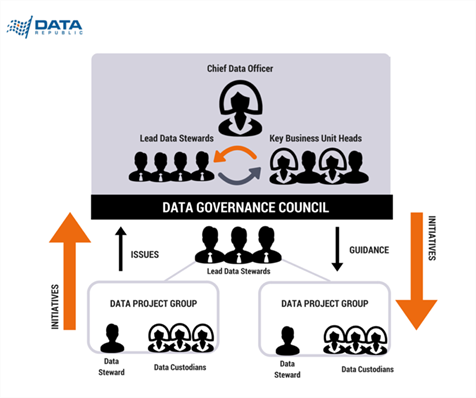 DATA
REPUBLIC
Chief Data Officer
Lead Data Stewards
Key Business Unit Heads
DATA GOVERNANCE COUNCIL
INITIATIVES
ISSUES
Lead Data Stewards
GUIDANCE
INITIATIVES
DATA PROJECT GROUP
Data
Steward
Data Custodians
DATA PROJECT GROUP
Data
Steward
Data Custodians